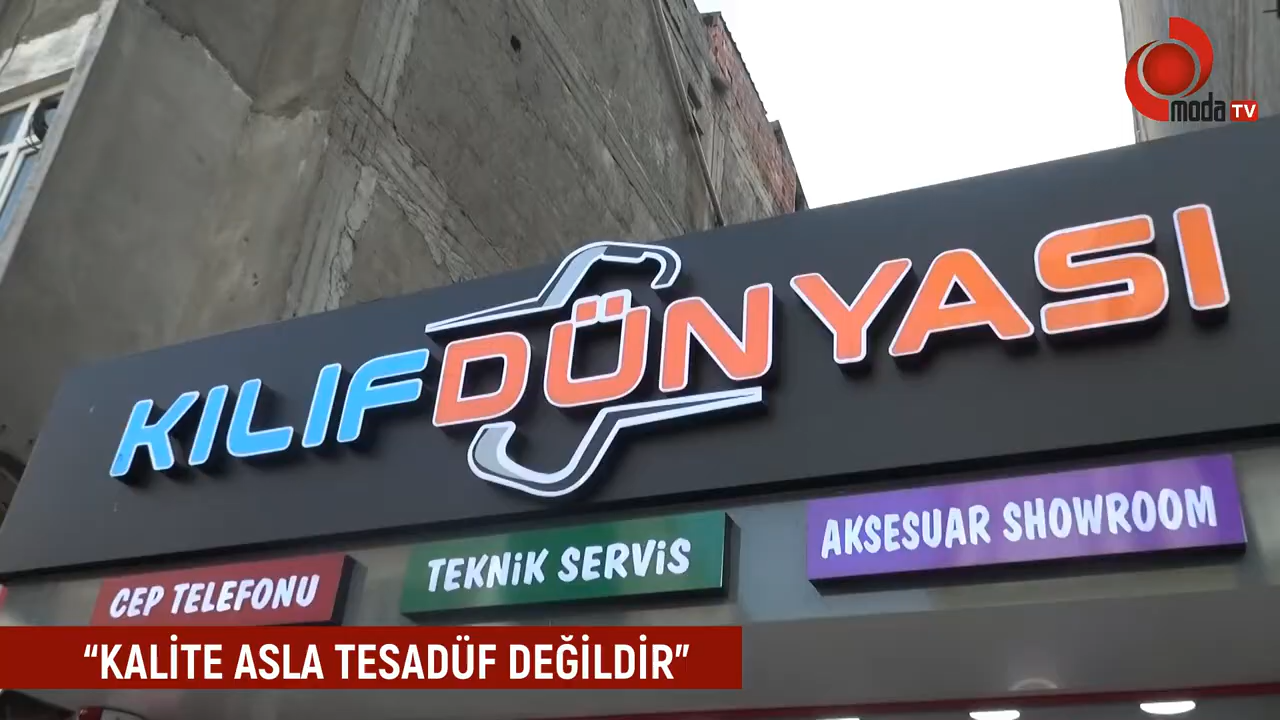 moda TV
KILIFDÜNYASI
CEP TELEFONU
TEKNİK SERVİS
AKSESUAR SHOWROOM
“KALİTE ASLA TESADÜF DEĞİLDİR”